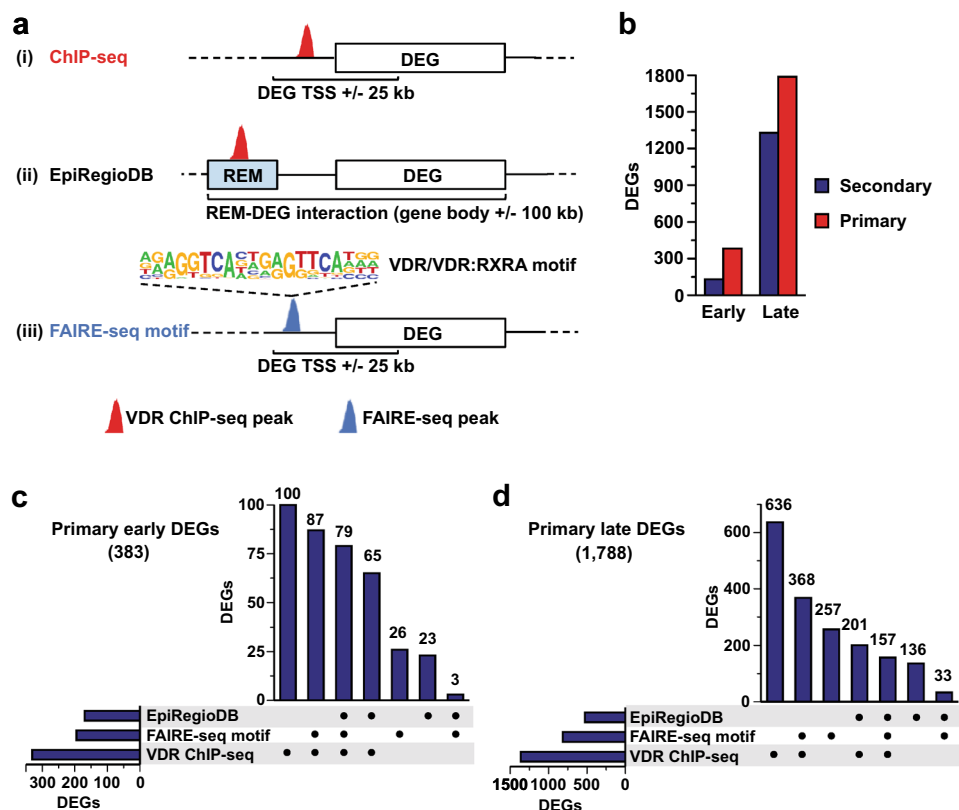 a
(i) ChIP-seq
DEG
DEG TSS +/- 25 kb
(ii) EpiRegioDB
REM
DEG
REM-DEG interaction (gene body +/- 100 kb)
VDR/VDR:RXRA motif
(iii) FAIRE-seq motif
DEG
DEG TSS +/- 25 kb
VDR ChIP-seq peak
FAIRE-seq peak
b
DEGs
1800
1500
1200
900
600
300
0
Early Late
Secondary
Primary
c
Primary early DEGs
(383)
DEGs
100
75
50
25
0
100 87 79 65 26 23 3
EpiRegioDB
FAIRE-seq motif
VDR ChIP-seq
300 200 100 0
DEGs
d
Primary late DEGs
(1,788)
DEGs
600
400
200
0
636 368 257 201 157 136 33
EpiRegioDB
FAIRE-seq motif
VDR ChIP-seq
1500 1000 500 0
DEGs